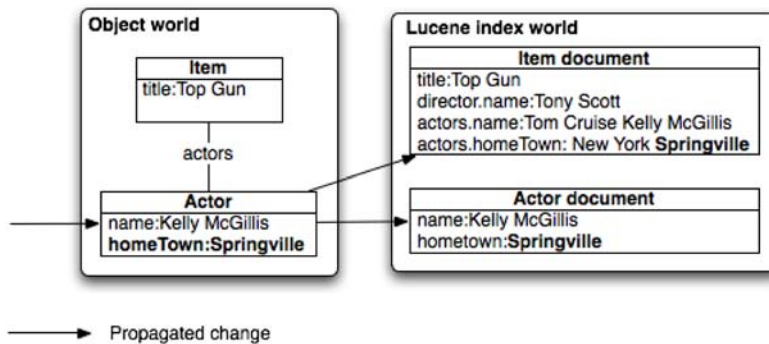 Object world
Item
title:Top Gun
actors
Actor
name:Kelly McGillis
homeTown:Springville
Lucene index world
Item document
title:Top Gun
director.name:Tony Scott
actors.name:Tom Cruise Kelly McGillis
actors.homeTown: New York Springville
Actor document
name:Kelly McGillis
hometown:Springville
Propagated change